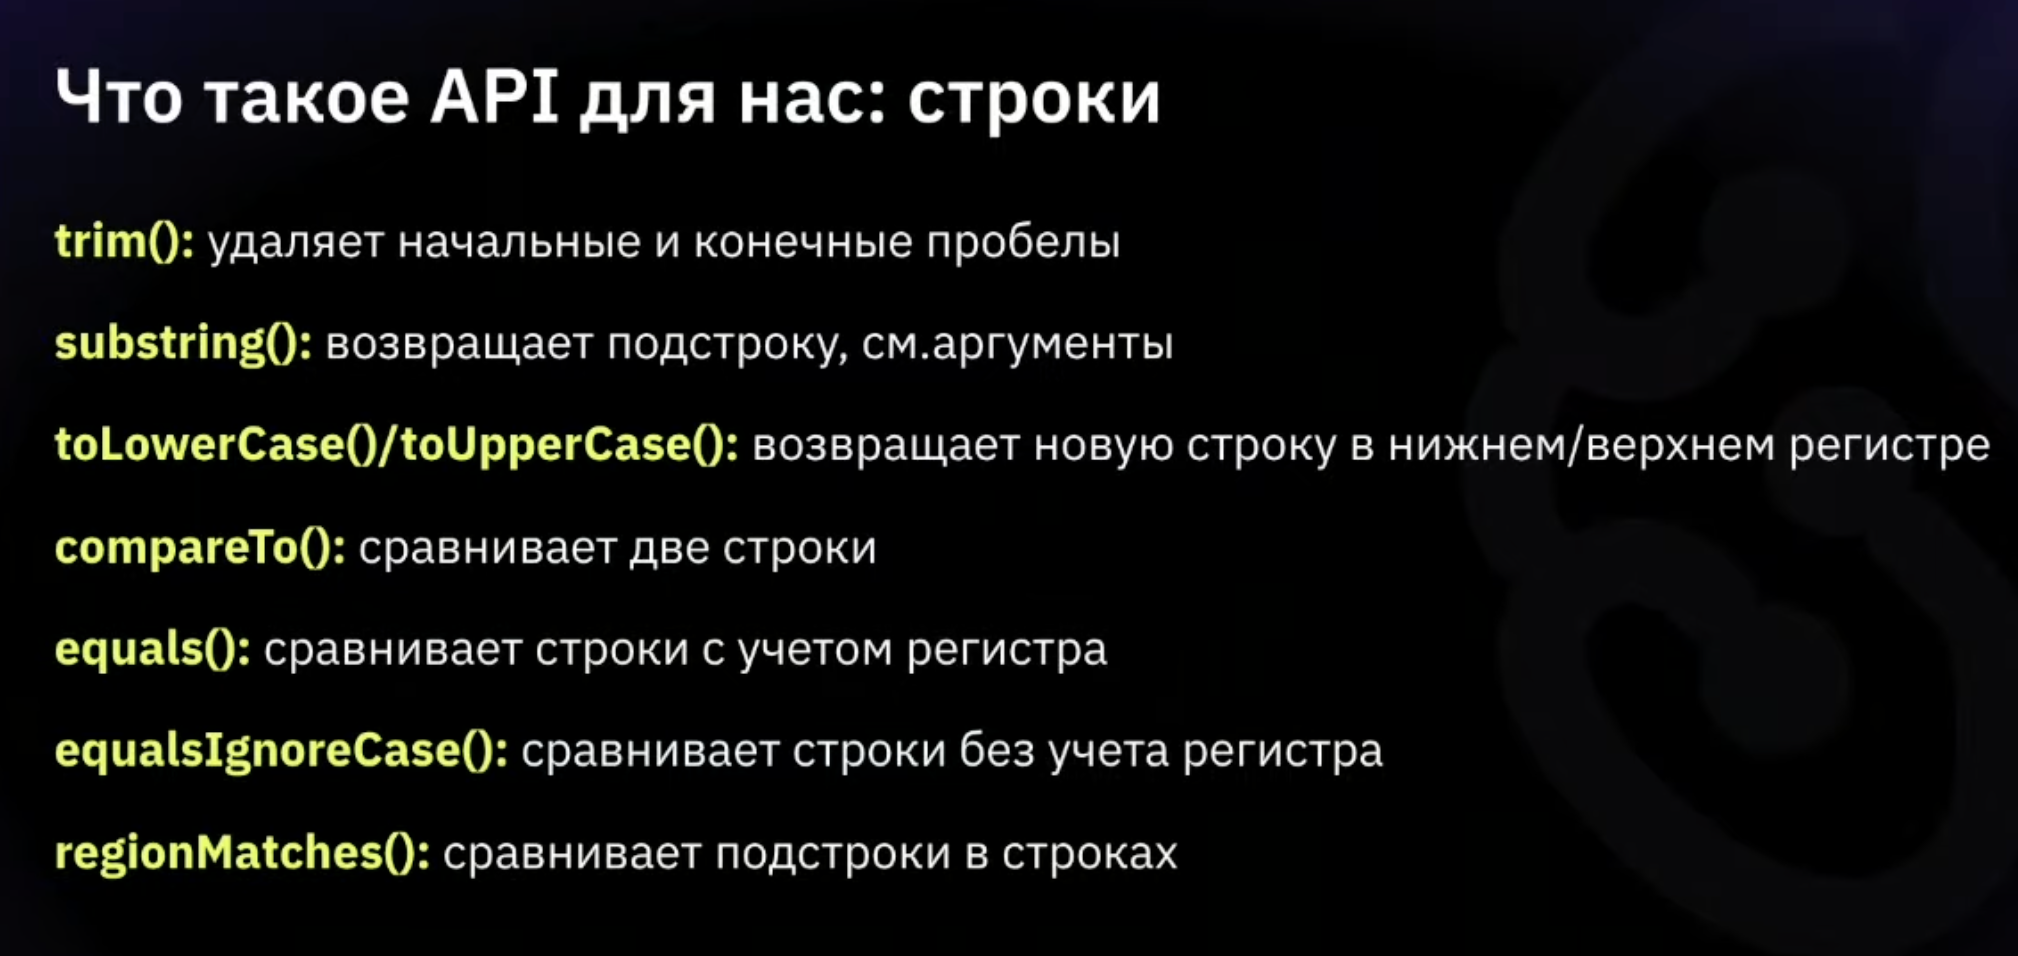 Что такое API для нас: строки
trim(): удаляет начальные и конечные пробелы
substring(): возвращает подстроку, см.аргументы
toLowerCase()/toUpperCase(): возвращает новую строку в нижнем/верхнем регистре
compareTo(): сравнивает две строки
equals(): сравнивает строки с учетом регистра
equalsIgnoreCase(): сравнивает строки без учета регистра
regionMatches(): сравнивает подстроки в строках